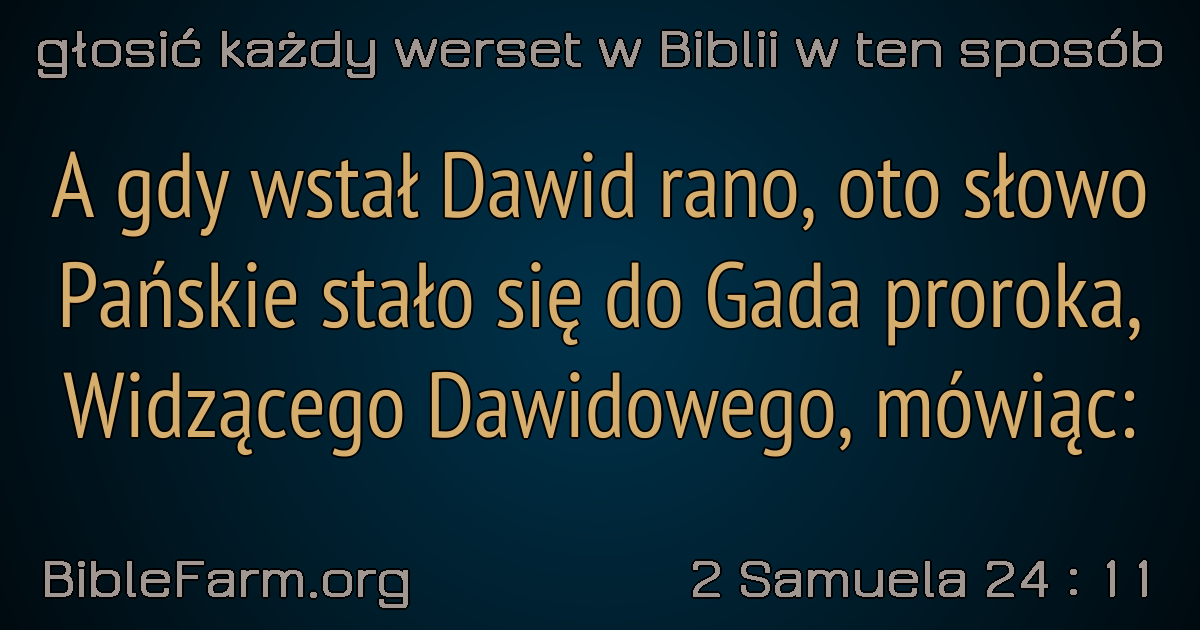 głosić każdy werset w Biblii w ten sposób
A gdy wstał Dawid rano, oto słowo
Pańskie stało się do Gada proroka,
Widzącego Dawidowego, mówiąc:
BibleFarm.org
2 Samuela 24 : 11